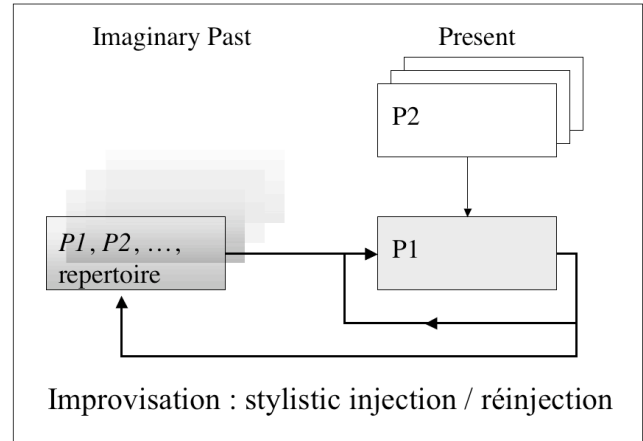 Imaginary Past
Present
P2
P1, P2, …,
repertoire
P1
Improvisation : stylistic injection / réinjection